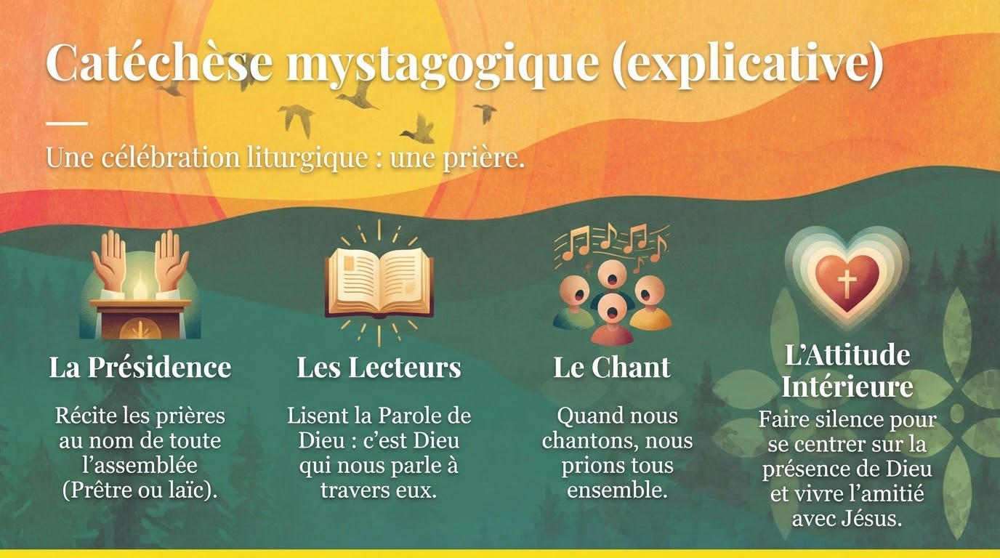 Catéchèse mystagogique (explicative)
Une célébration liturgique : une prière.
La Présidence
Récite les prières
au nom de toute
l’assemblée
(Prêtre ou laïc).
Les Lecteurs
Lisent la Parole de
Dieu : c’est Dieu
qui nous parle à
travers eux.
Le Chant
Quand nous
chantons, nous
prions tous
ensemble.
L’Attitude
Intérieure
Faire silence pour
se centrer sur la
présence de Dieu
et vivre l’amitié
avec Jésus.